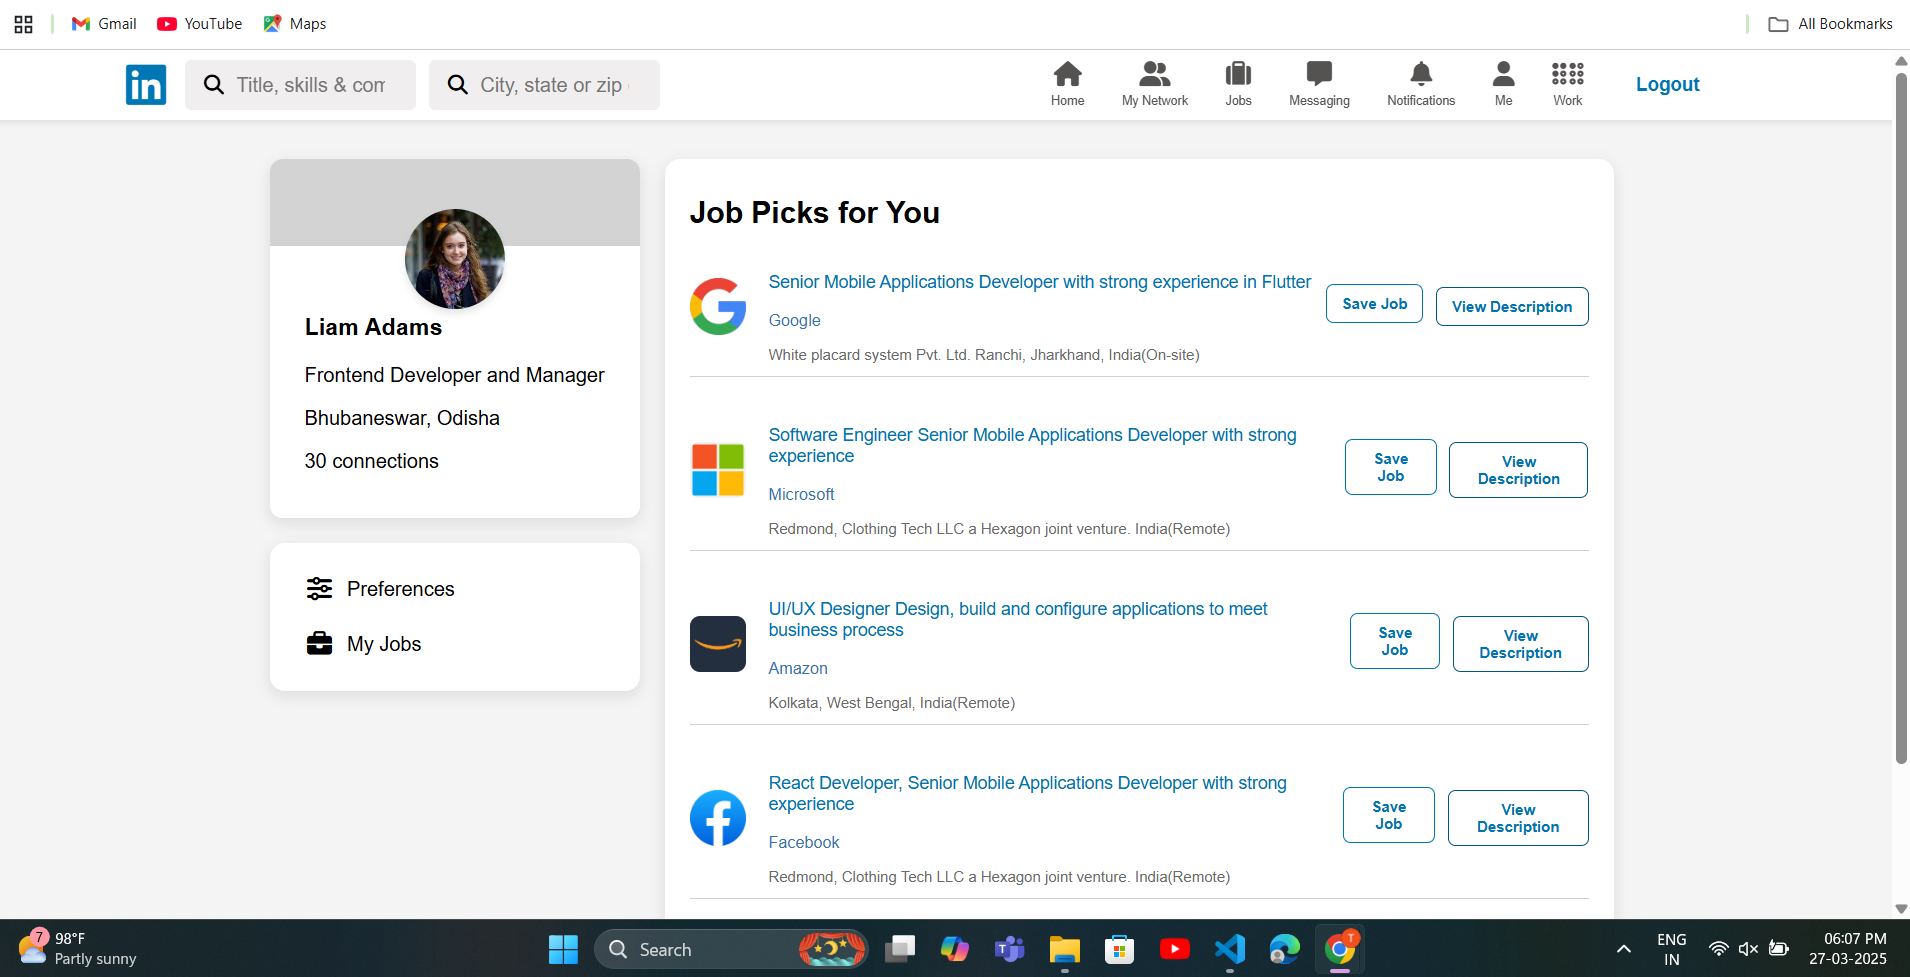 Gmail
YouTube
Maps
All Bookmarks
in
Title, skills & com
City, state or zip
Home
My Network
Jobs
Messaging
Notifications
Me
Work
Logout
Liam Adams
Frontend Developer and Manager
Bhubaneswar, Odisha
30 connections
Preferences
My Jobs
Job Picks for You
Senior Mobile Applications Developer with strong experience in Flutter
Google
White placard system Pvt. Ltd. Ranchi, Jharkhand, India(On-site)
Save Job
View Description
Software Engineer Senior Mobile Applications Developer with strong
experience
Microsoft
Redmond, Clothing Tech LLC a Hexagon joint venture. India(Remote)
Save
Job
View
Description
UI/UX Designer Design, build and configure applications to meet
business process
Amazon
Kolkata, West Bengal, India(Remote)
Save
Job
View
Description
React Developer, Senior Mobile Applications Developer with strong
experience
Facebook
Redmond, Clothing Tech LLC a Hexagon joint venture. India(Remote)
Save
Job
View
Description
7
98°F
Partly sunny
Search
T
T
ENG
IN
06:07 PM
27-03-2025